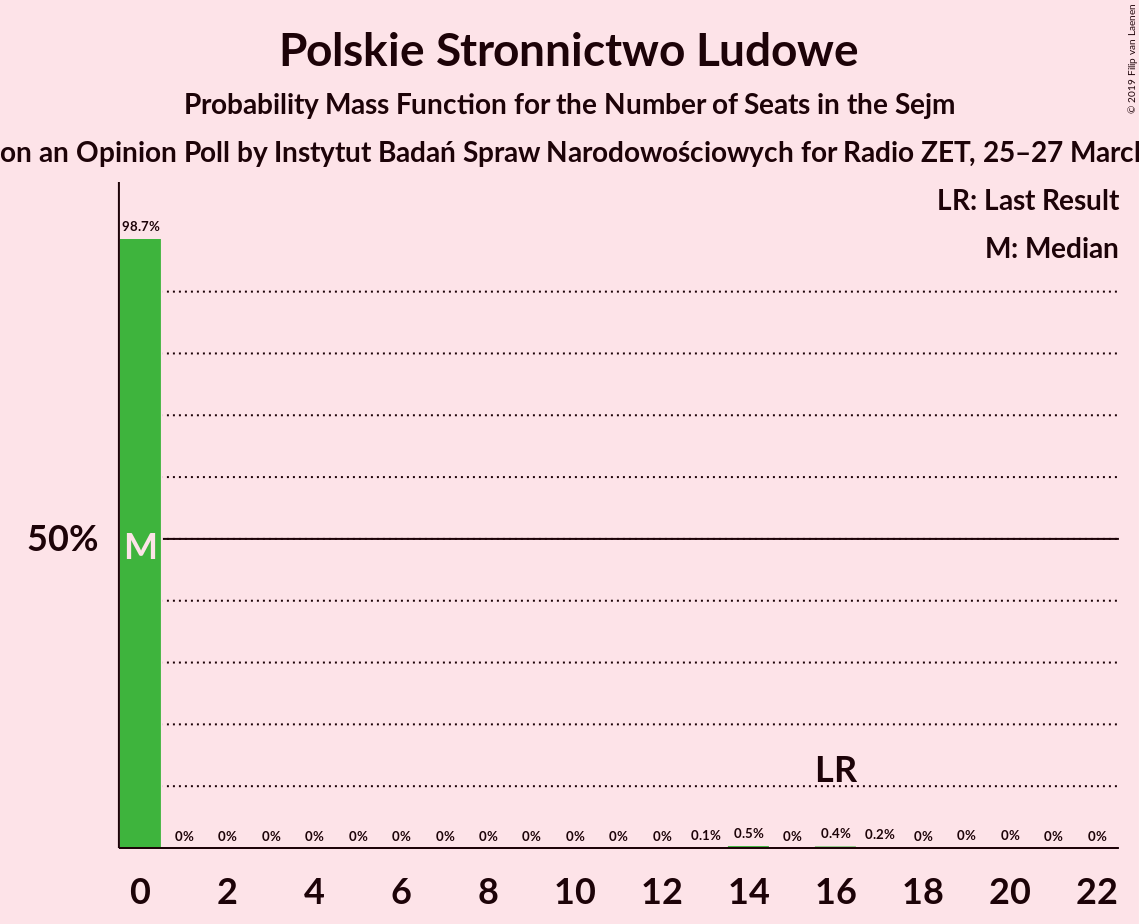 Polskie Stronnictwo Ludowe
Probability Mass Function for the Number of Seats in the Sejm
on an Opinion Poll by Instytut Badań Spraw Narodowościowych for Radio ZET, 25–27 March
© 2019 Filip van Laenen
LR: Last Result
M: Median
98.7%
50%
M
LR
0% 0% 0% 0% 0% 0% 0% 0% 0% 0% 0% 0% 0.1% 0.5% 0% 0.4% 0.2% 0% 0% 0% 0% 0%
0 2 4 6 8 10 12 14 16 18 20 22